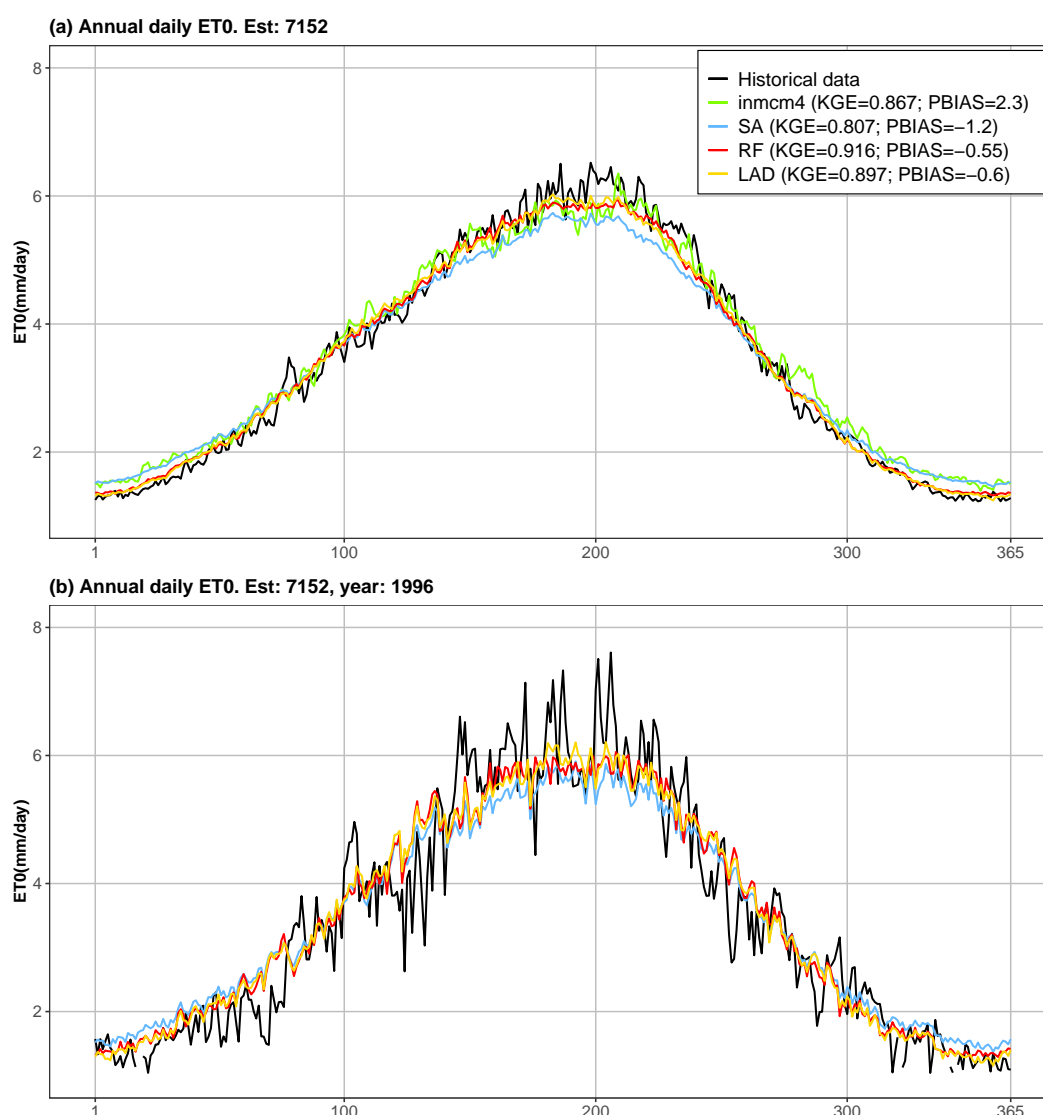 (a) Annual daily ET0. Est: 7152
8
6
4
2
ET0(mm/day)
Historical data
inmcm4 (KGE=0.867; PBIAS=2.3)
SA (KGE=0.807; PBIAS=−1.2)
RF (KGE=0.916; PBIAS=−0.55)
LAD (KGE=0.897; PBIAS=−0.6)
1 100 200 300 365
(b) Annual daily ET0. Est: 7152, year: 1996
8
6
4
2
ET0(mm/day)
1 100 200 300 365